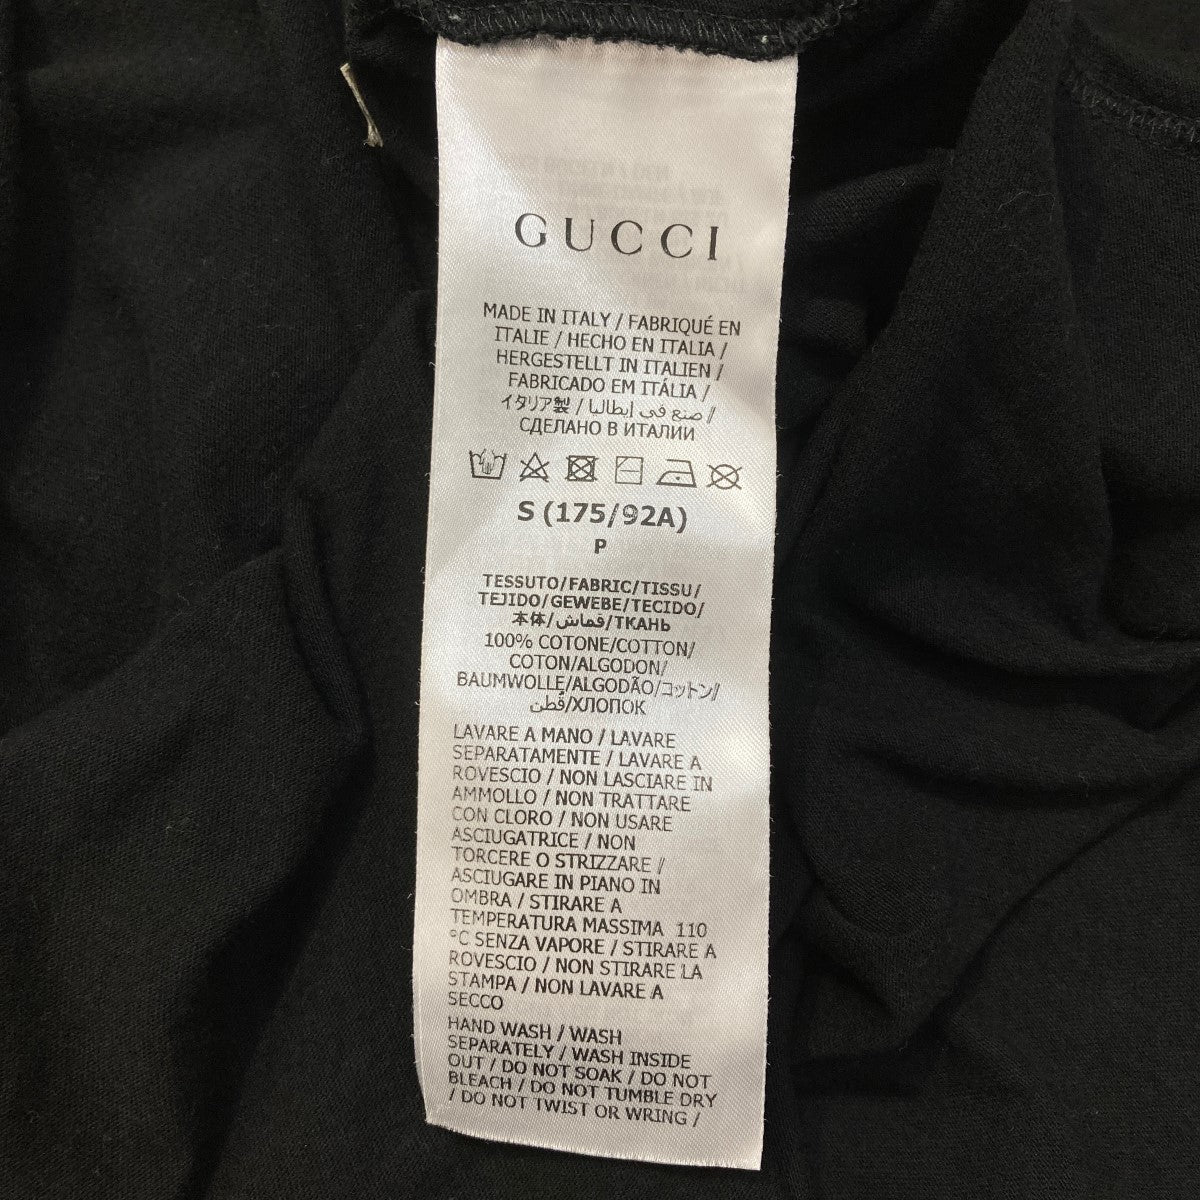 GUCCI
MADE IN ITALY / FABRIQUÉ EN
ITALIE / HECHO EN ITALIA /
HERGESTELLT IN ITALIEN /
FABRICADO EM ITÁLIA /
イタリア製 / صنع في إيطاليا /
СДЕЛАНО В ИТАЛИИ
S (175/92A)
P
TESSUTO/FABRIC/TISSU/
TEJIDO/GEWEBE/TECIDO/
本体/قماش/ТКАНЬ
100% COTONE/COTTON/
COTON/ALGODON/
BAUMWOLLE/ALGODÃO/コットン/
قطن/ХЛОПОК
LAVARE A MANO / LAVARE
SEPARATAMENTE / LAVARE A
ROVESCIO / NON LASCIARE IN
AMMOLLO / NON TRATTARE
CON CLORO / NON USARE
ASCIUGATRICE / NON
TORCERE O STRIZZARE /
ASCIUGARE IN PIANO IN
OMBRA / STIRARE A
TEMPERATURA MASSIMA 110
°C SENZA VAPORE / STIRARE A
ROVESCIO / NON STIRARE LA
STAMPA / NON LAVARE A
SECCO
HAND WASH / WASH
SEPARATELY / WASH INSIDE
OUT / DO NOT SOAK / DO NOT
BLEACH / DO NOT TUMBLE DRY
/ DO NOT TWIST OR WRING /